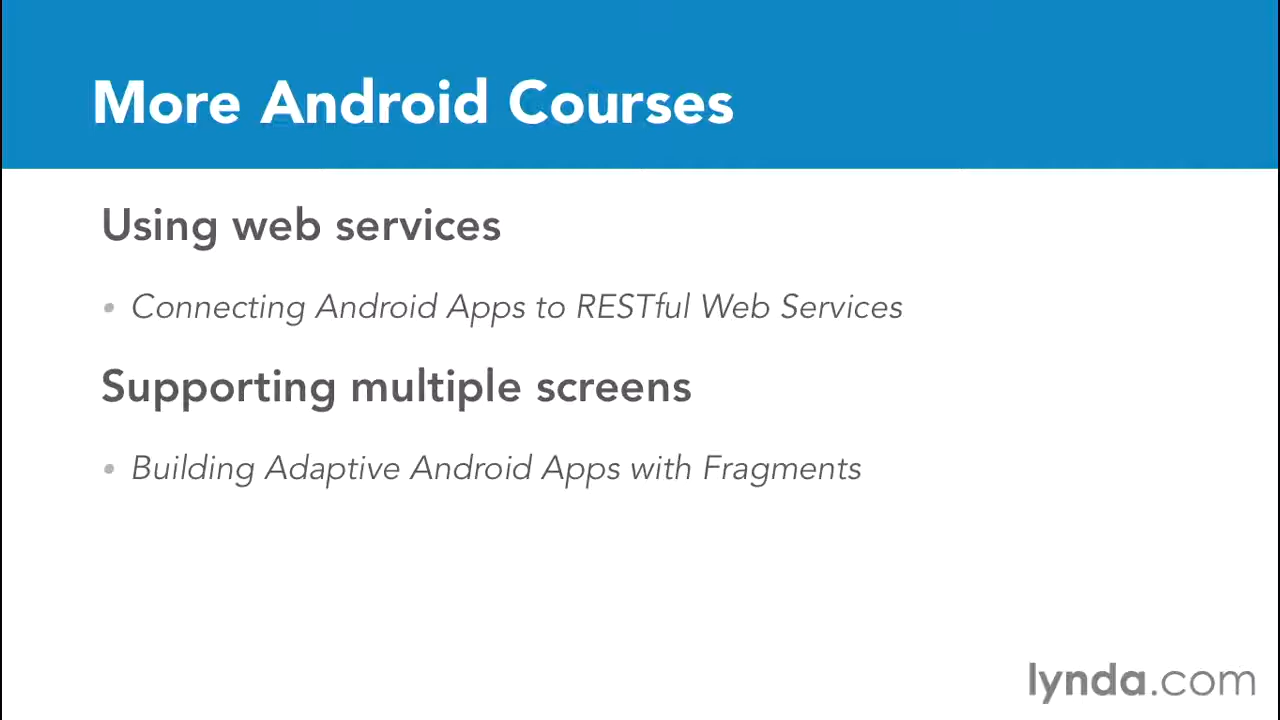 More Android Courses
Using web services
• Connecting Android Apps to RESTful Web Services
Supporting multiple screens
• Building Adaptive Android Apps with Fragments
lynda.com